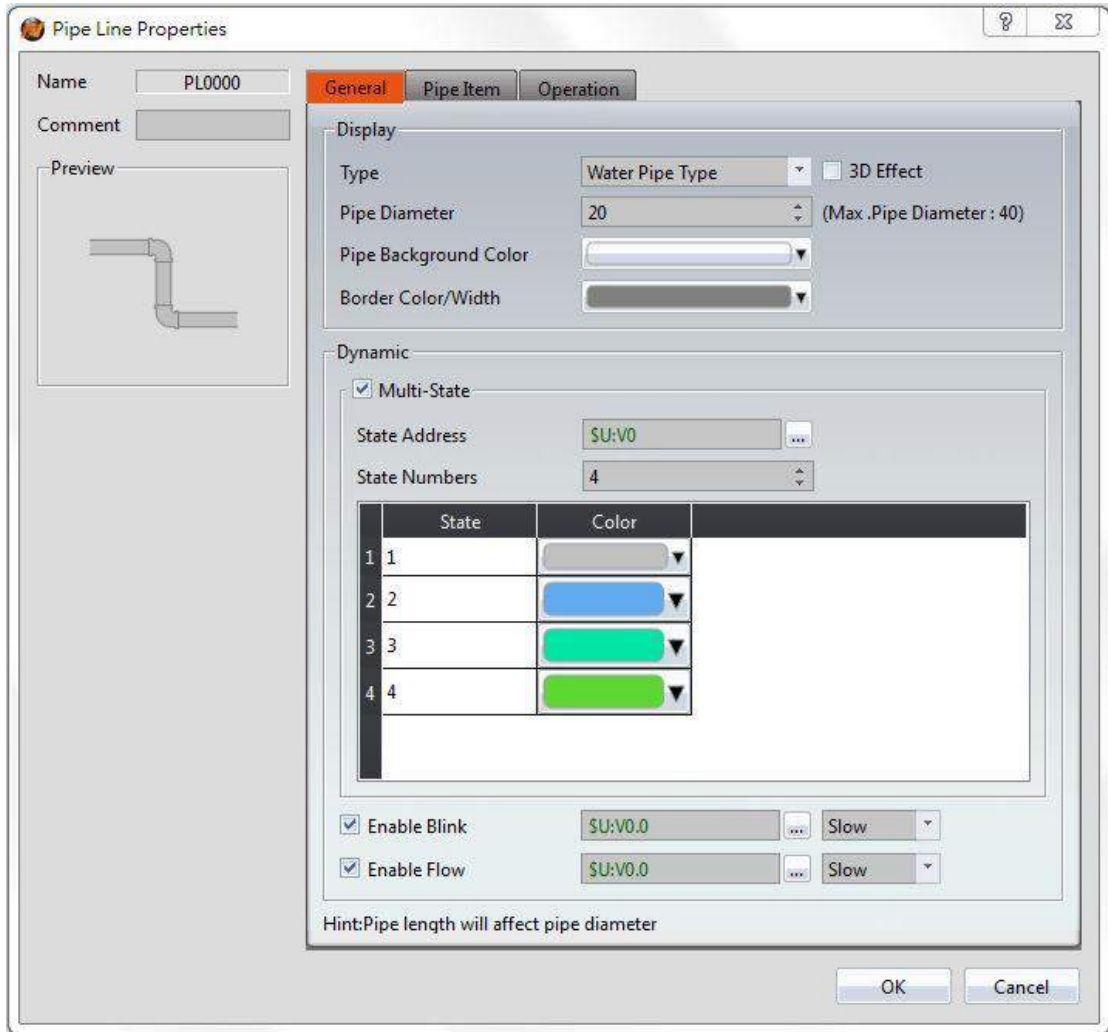 Pipe Line Properties
Name PL0000
Comment
Preview
General Pipe Item Operation
Display
Type Water Pipe Type 3D Effect
Pipe Diameter 20 (Max .Pipe Diameter : 40)
Pipe Background Color
Border Color/Width
Dynamic
Multi-State
State Address $U:V0 ...
State Numbers 4
State Color
1 1
2 2
3 3
4 4
Enable Blink $U:V0.0 ... Slow
Enable Flow $U:V0.0 ... Slow
Hint:Pipe length will affect pipe diameter
OK Cancel